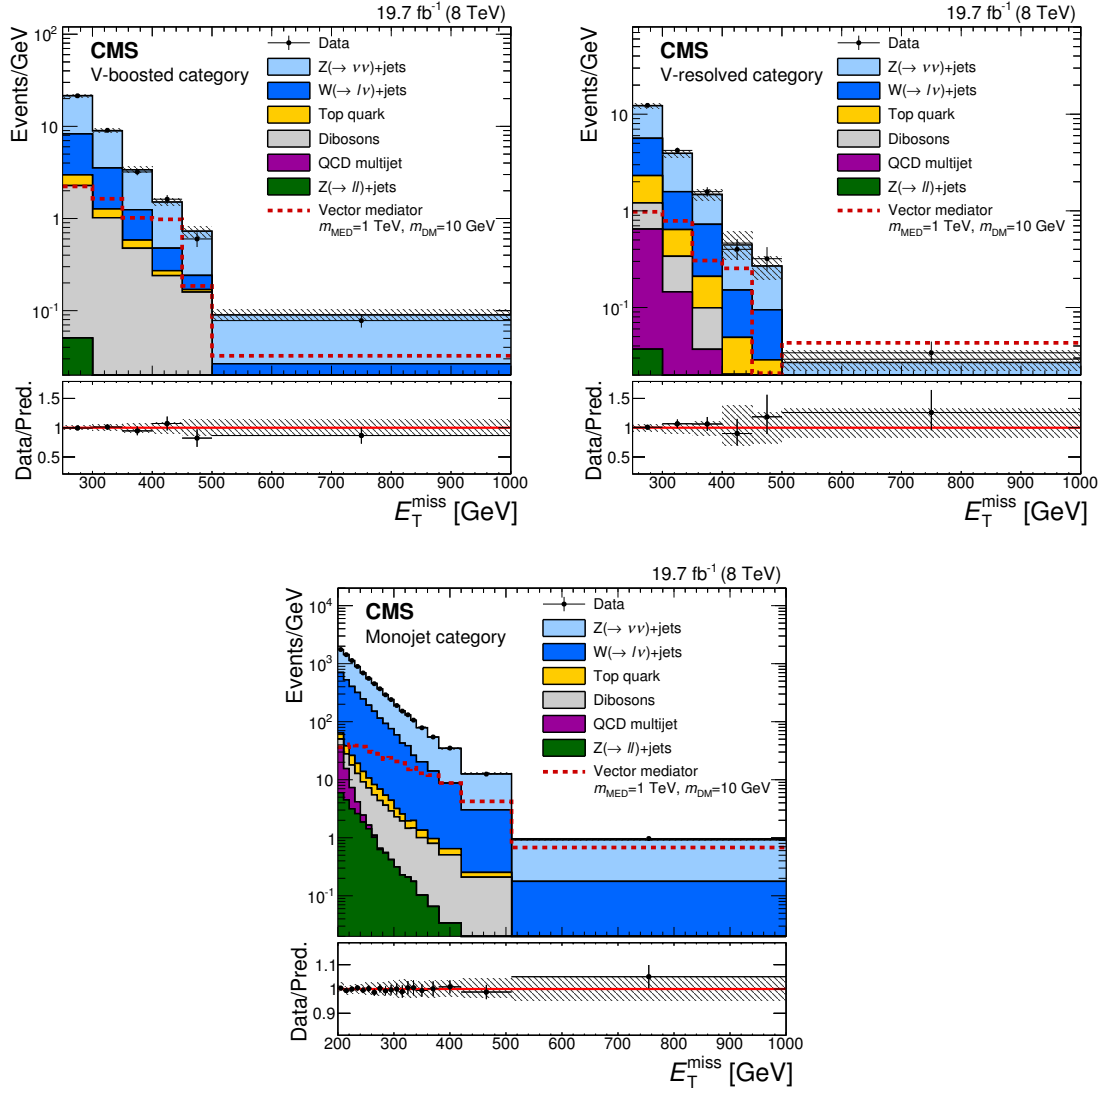 19.7 fb⁻¹ (8 TeV)
CMS
V-boosted category
Data
Z(→ νν)+jets
W(→ lν)+jets
Top quark
Dibosons
QCD multijet
Z(→ ll)+jets
Vector mediator
m_MED=1 TeV, m_DM=10 GeV
Events/GeV
10²
10
1
10⁻¹
Data/Pred.
1.5
1
0.5
300 400 500 600 700 800 900 1000
E_T^miss [GeV]
19.7 fb⁻¹ (8 TeV)
CMS
V-resolved category
Data
Z(→ νν)+jets
W(→ lν)+jets
Top quark
Dibosons
QCD multijet
Z(→ ll)+jets
Vector mediator
m_MED=1 TeV, m_DM=10 GeV
Events/GeV
10
1
10⁻¹
Data/Pred.
1.5
1
0.5
300 400 500 600 700 800 900 1000
E_T^miss [GeV]
19.7 fb⁻¹ (8 TeV)
CMS
Monojet category
Data
Z(→ νν)+jets
W(→ lν)+jets
Top quark
Dibosons
QCD multijet
Z(→ ll)+jets
Vector mediator
m_MED=1 TeV, m_DM=10 GeV
Events/GeV
10⁴
10³
10²
10
1
10⁻¹
Data/Pred.
1.1
1
0.9
200 300 400 500 600 700 800 900 1000
E_T^miss [GeV]